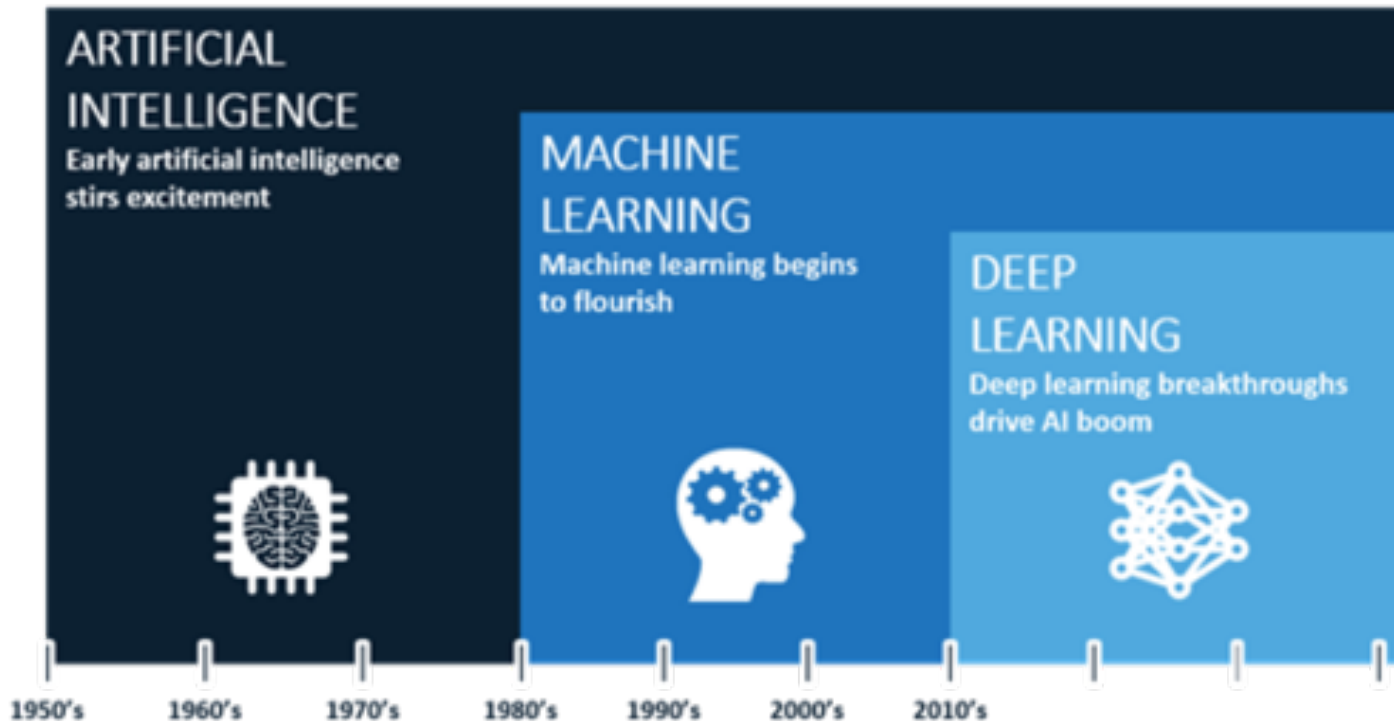 ARTIFICIAL
INTELLIGENCE
Early artificial intelligence
stirs excitement
MACHINE
LEARNING
Machine learning begins
to flourish
DEEP
LEARNING
Deep learning breakthroughs
drive AI boom
1950's 1960's 1970's 1980's 1990's 2000's 2010's